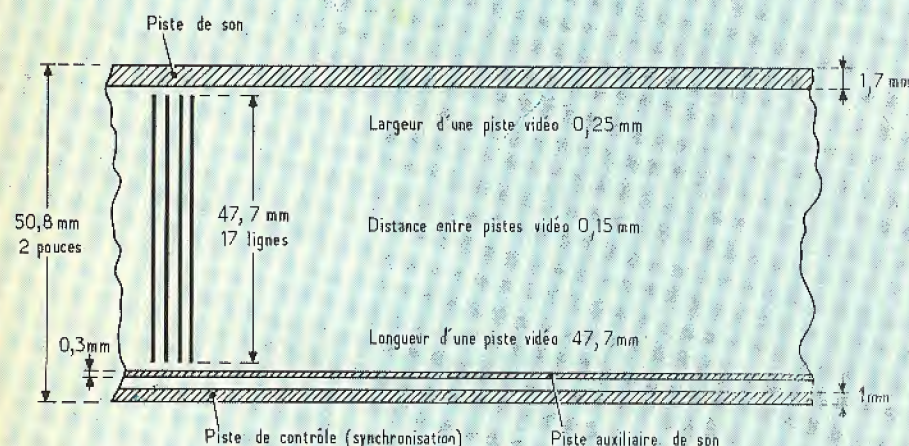 Piste de son
1,7 mm
Largeur d'une piste vidéo 0,25 mm
50,8 mm
2 pouces
47,7 mm
17 lignes
Distance entre pistes vidéo 0,15 mm
0,3mm
Longueur d'une piste vidéo 47,7mm
1mm
Piste de contrôle (synchronisation)
Piste auxiliaire de son